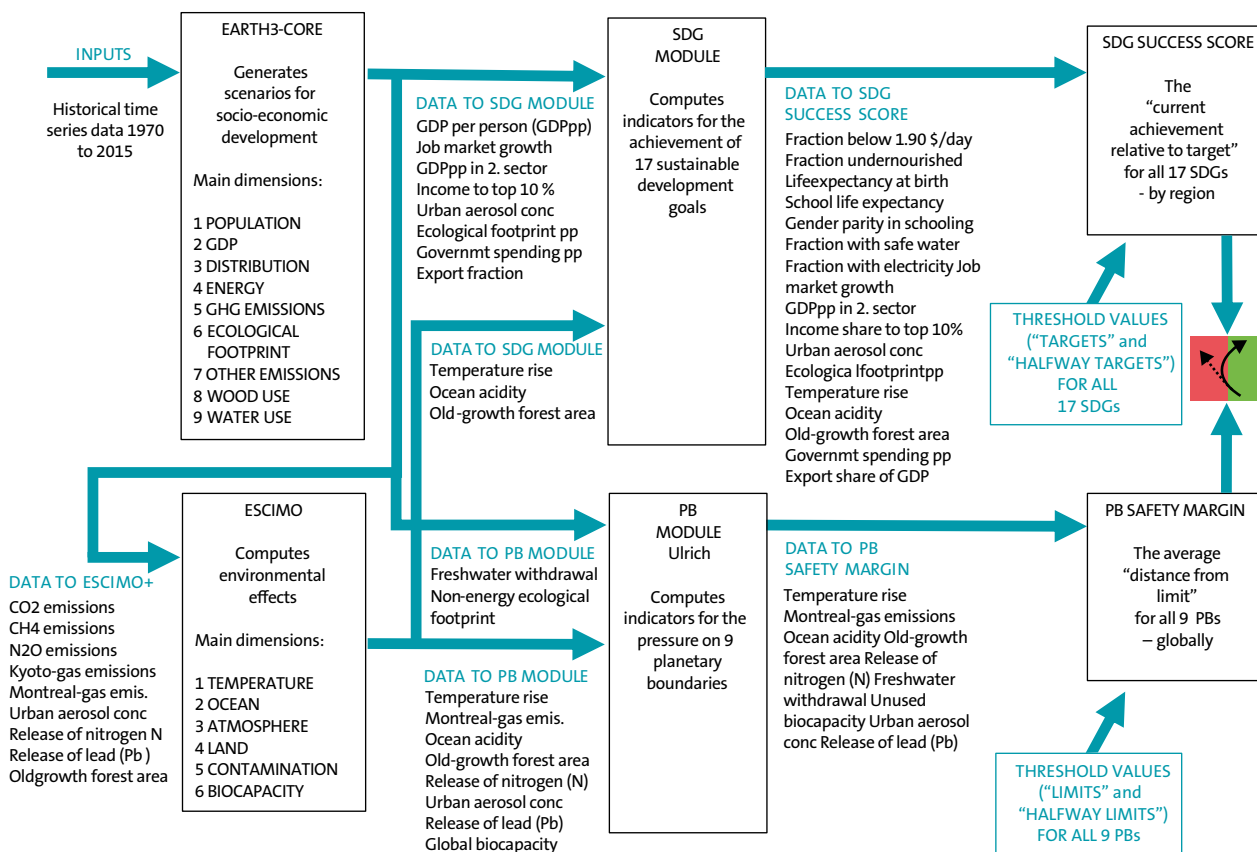 INPUTS
Historical time
series data 1970
to 2015
EARTH3-CORE
Generates
scenarios for
socio-economic
development
Main dimensions:
1 POPULATION
2 GDP
3 DISTRIBUTION
4 ENERGY
5 GHG EMISSIONS
6 ECOLOGICAL
FOOTPRINT
7 OTHER EMISSIONS
8 WOOD USE
9 WATER USE
DATA TO SDG MODULE
GDP per person (GDPpp)
Job market growth
GDPpp in 2. sector
Income to top 10 %
Urban aerosol conc
Ecological footprint pp
Governmt spending pp
Export fraction
DATA TO SDG MODULE
Temperature rise
Ocean acidity
Old-growth forest area
SDG
MODULE
Computes
indicators for the
achievement of
17 sustainable
development
goals
DATA TO SDG
SUCCESS SCORE
Fraction below 1.90 $/day
Fraction undernourished
Lifeexpectancy at birth
School life expectancy
Gender parity in schooling
Fraction with safe water
Fraction with electricity Job
market growth
GDPpp in 2. sector
Income share to top 10%
Urban aerosol conc
Ecologica lfootprintpp
Temperature rise
Ocean acidity
Old-growth forest area
Governmt spending pp
Export share of GDP
SDG SUCCESS SCORE
The
“current
achievement
relative to target”
for all 17 SDGs
- by region
THRESHOLD VALUES
(“TARGETS” and
“HALFWAY TARGETS”)
FOR ALL
17 SDGs
DATA TO ESCIMO+
CO2 emissions
CH4 emissions
N2O emissions
Kyoto-gas emissions
Montreal-gas emis.
Urban aerosol conc
Release of nitrogen N
Release of lead (Pb )
Oldgrowth forest area
ESCIMO
Computes
environmental
effects
Main dimensions:
1 TEMPERATURE
2 OCEAN
3 ATMOSPHERE
4 LAND
5 CONTAMINATION
6 BIOCAPACITY
DATA TO PB MODULE
Freshwater withdrawal
Non-energy ecological
footprint
DATA TO PB MODULE
Temperature rise
Montreal-gas emis.
Ocean acidity
Old-growth forest area
Release of nitrogen (N)
Urban aerosol conc
Release of lead (Pb)
Global biocapacity
PB
MODULE
Ulrich
Computes
indicators for the
pressure on 9
planetary
boundaries
DATA TO PB
SAFETY MARGIN
Temperature rise
Montreal-gas emissions
Ocean acidity Old-growth
forest area Release of
nitrogen (N) Freshwater
withdrawal Unused
biocapacity Urban aerosol
conc Release of lead (Pb)
PB SAFETY MARGIN
The average
“distance from
limit”
for all 9 PBs
– globally
THRESHOLD VALUES
(“LIMITS” and
“HALFWAY LIMITS”)
FOR ALL 9 PBs